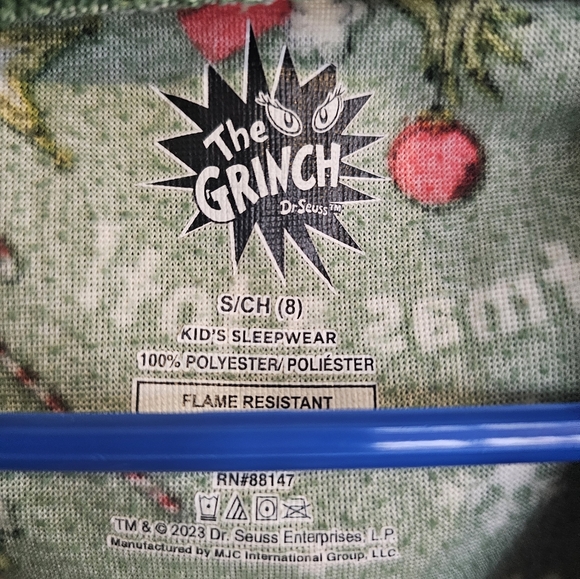 The
GRINCH
Dr. Seuss™
S/CH (8)
KID'S SLEEPWEAR
100% POLYESTER/POLIÉSTER
FLAME RESISTANT
RN#88147
TM & © 2023 Dr. Seuss Enterprises, L.P.
Manufactured by MJC International Group, LLC